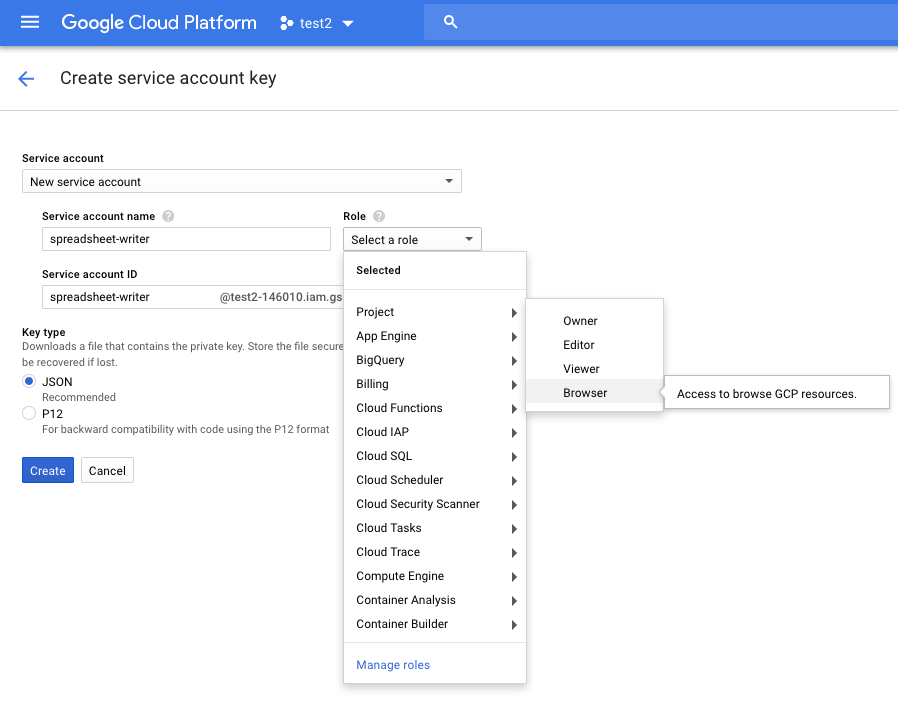 Google Cloud Platform test2
Create service account key
Service account
New service account
Service account name ?
Role ?
spreadsheet-writer
Select a role
Service account ID
spreadsheet-writer @test2-146010.iam.gs
Key type
Downloads a file that contains the private key. Store the file secure
be recovered if lost.
JSON
Recommended
P12
For backward compatibility with code using the P12 format
Create
Cancel
Selected
Project
App Engine
BigQuery
Billing
Cloud Functions
Cloud IAP
Cloud SQL
Cloud Scheduler
Cloud Security Scanner
Cloud Tasks
Cloud Trace
Compute Engine
Container Analysis
Container Builder
Manage roles
Owner
Editor
Viewer
Browser
Access to browse GCP resources.